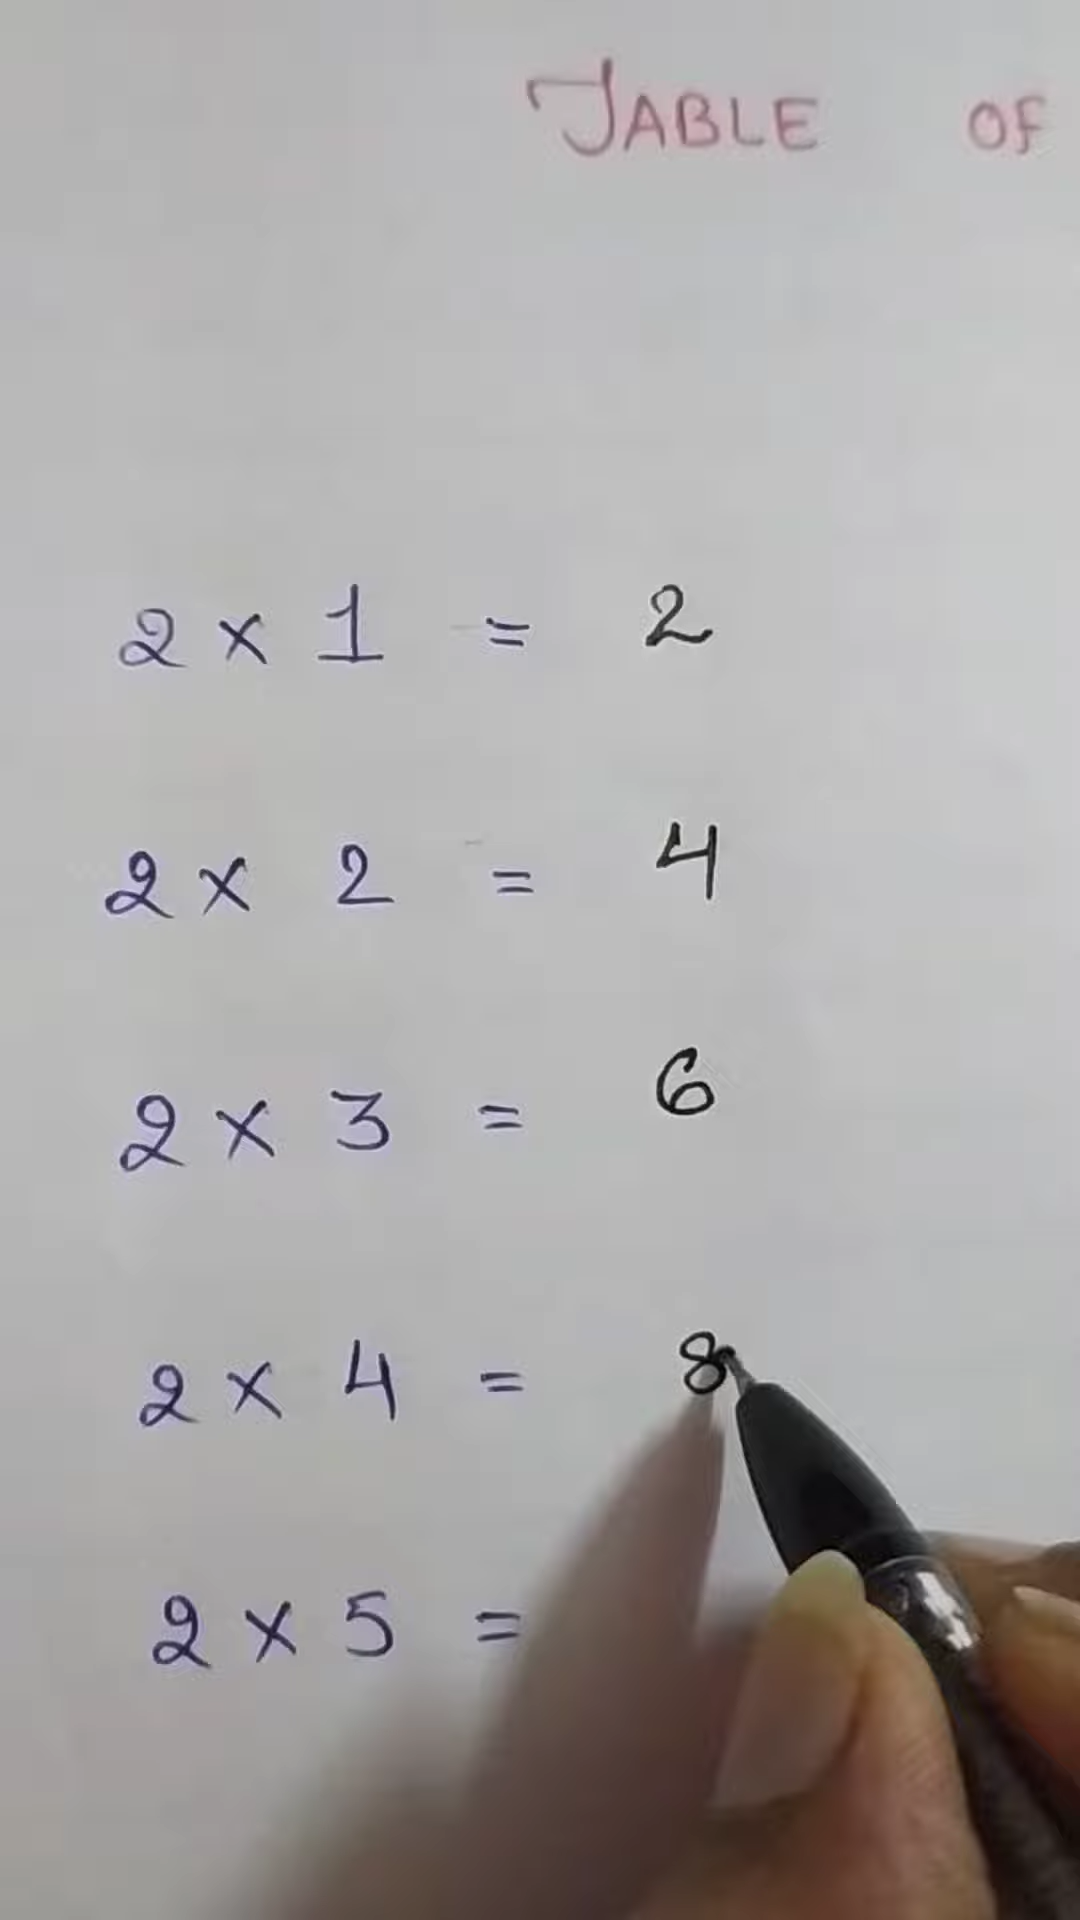 TABLE OF
2 × 1 = 2
2 × 2 = 4
2 × 3 = 6
2 × 4 = 8
2 × 5 =